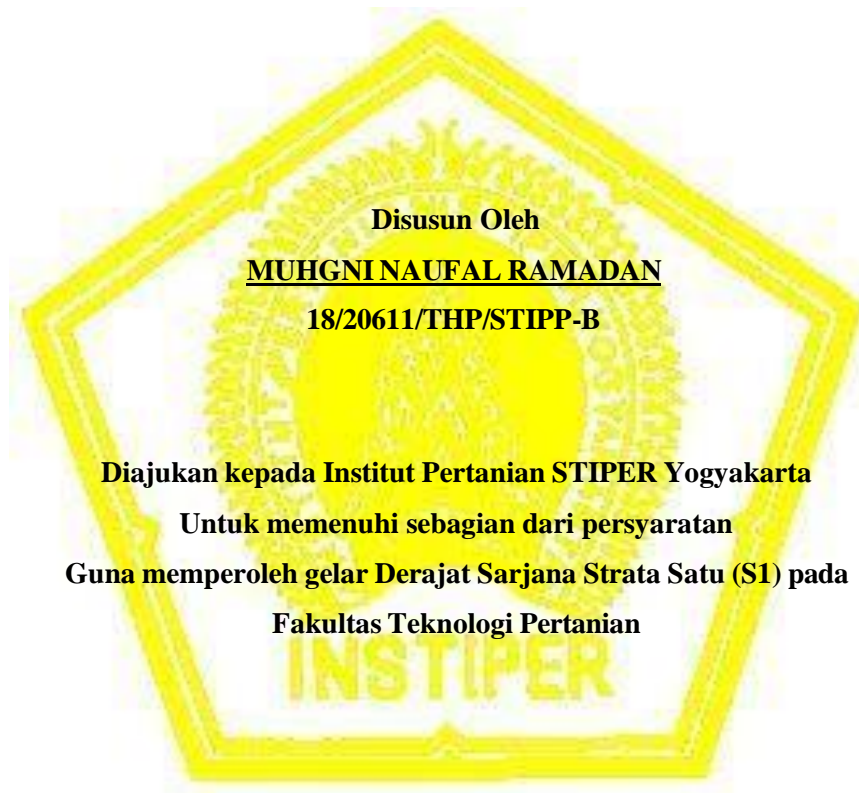 Disusun Oleh
MUHGNI NAUFAL RAMADAN
18/20611/THP/STIPP-B
Diajukan kepada Institut Pertanian STIPER Yogyakarta
Untuk memenuhi sebagian dari persyaratan
Guna memperoleh gelar Derajat Sarjana Strata Satu (S1) pada
Fakultas Teknologi Pertanian
INSTIPER